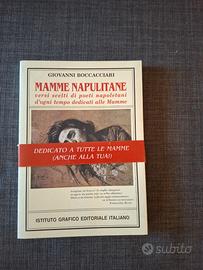 GIOVANNI BOCCACCIARI
MAMME NAPULITANE
versi scelti di poeti napoletani
d'ogni tempo dedicati alle Mamme
DEDICATO A TUTTE LE MAMME
(ANCHE ALLA TUA!)
ISTITUTO GRAFICO EDITORIALE ITALIANO
subito